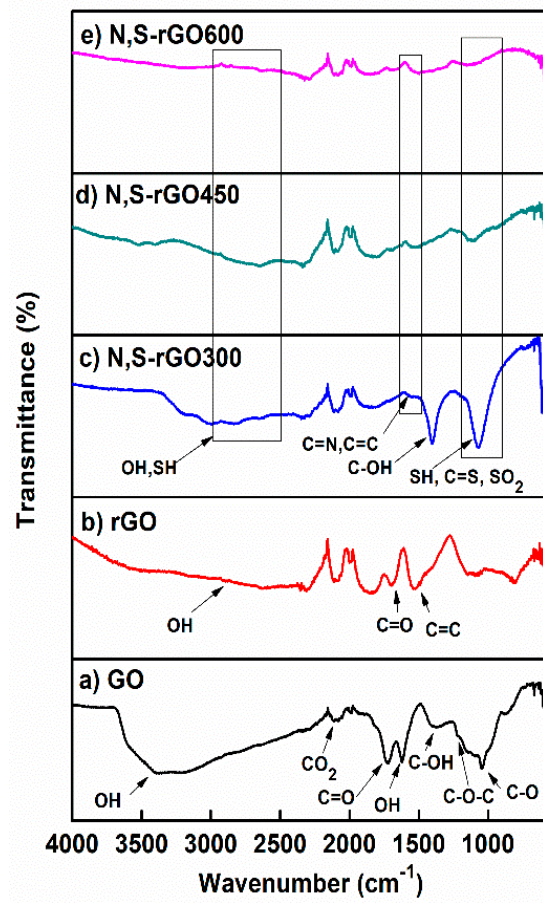 e) N,S-rGO600
d) N,S-rGO450
c) N,S-rGO300
OH,SH
C=N,C=C
C-OH
SH, C=S, SO₂
b) rGO
OH
C=O
C=C
a) GO
OH
CO₂
C=O
OH
C-OH
C-O-C
C-O
Transmittance (%)
4000 3500 3000 2500 2000 1500 1000
Wavenumber (cm⁻¹)